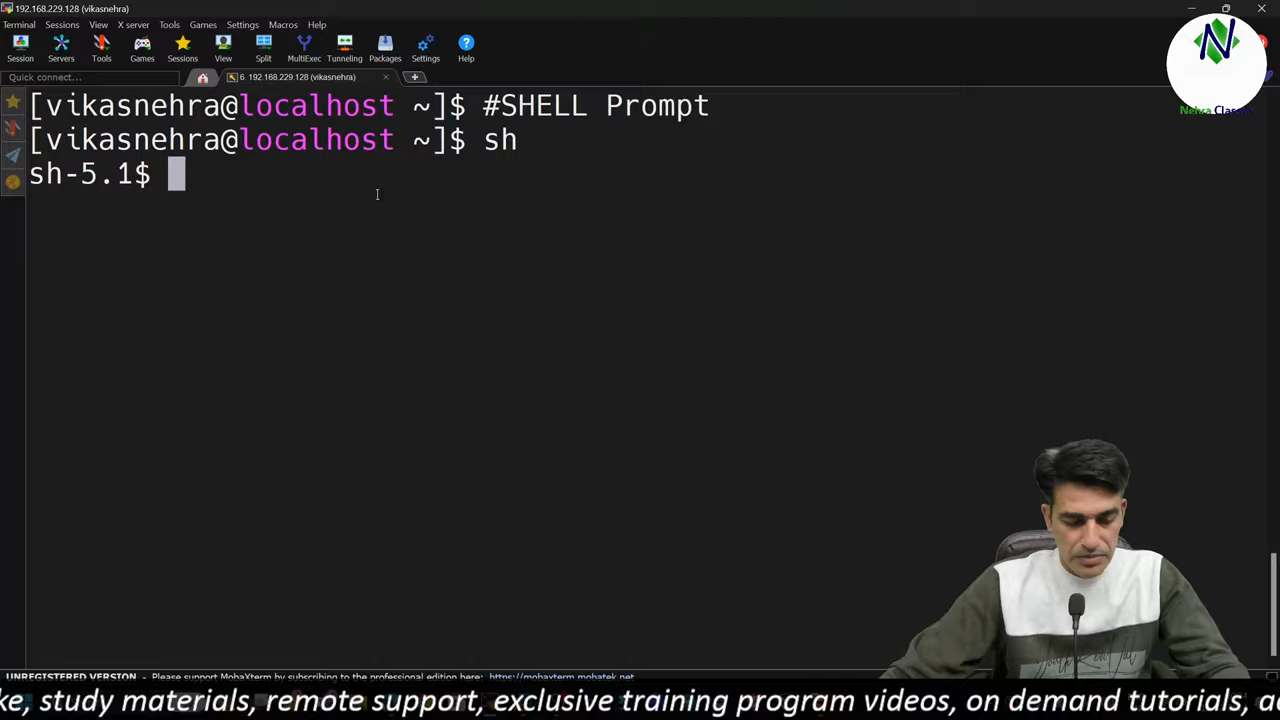 192.168.229.128 (vikasnehra)
Terminal Sessions View X server Tools Games Settings Macros Help
Session Servers Tools Games Sessions View Split MultiExec Tunneling Packages Settings Help
Quick connect...
6. 192.168.229.128 (vikasnehra)
N
Nehra Classes
[vikasnehra@localhost ~]$ #SHELL Prompt
[vikasnehra@localhost ~]$ sh
sh-5.1$
UNREGISTERED VERSION - Please support MobaXterm by subscribing to the professional edition here: https://mobaxterm.mobatek.net
ke, study materials, remote support, exclusive training program videos, on demand tutorials, a